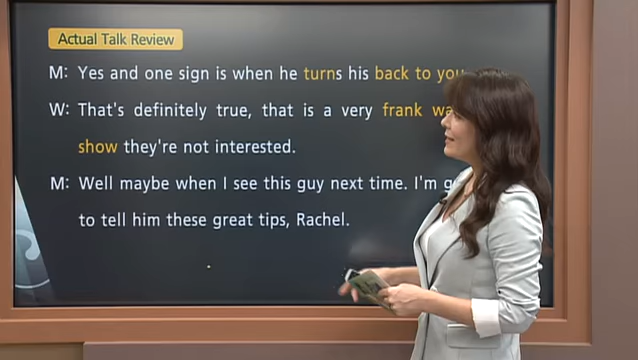 Actual Talk Review
M: Yes and one sign is when he turns his back to you
W: That's definitely true, that is a very frank
show they're not interested.
M: Well maybe when I see this guy next time. I'm
to tell him these great tips, Rachel.